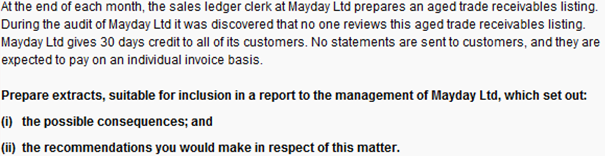 At the end of each month, the sales ledger clerk at Mayday Ltd prepares an aged trade receivables listing.
During the audit of Mayday Ltd it was discovered that no one reviews this aged trade receivables listing.
Mayday Ltd gives 30 days credit to all of its customers. No statements are sent to customers, and they are
expected to pay on an individual invoice basis.
Prepare extracts, suitable for inclusion in a report to the management of Mayday Ltd, which set out:
(i) the possible consequences; and
(ii) the recommendations you would make in respect of this matter.